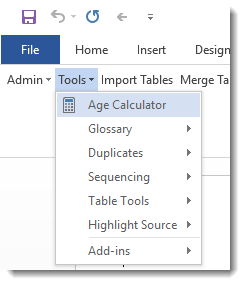 File Home Insert Design
Admin Tools Import Tables Merge Ta
Age Calculator
Glossary
Duplicates
Sequencing
Table Tools
Highlight Source
Add-ins